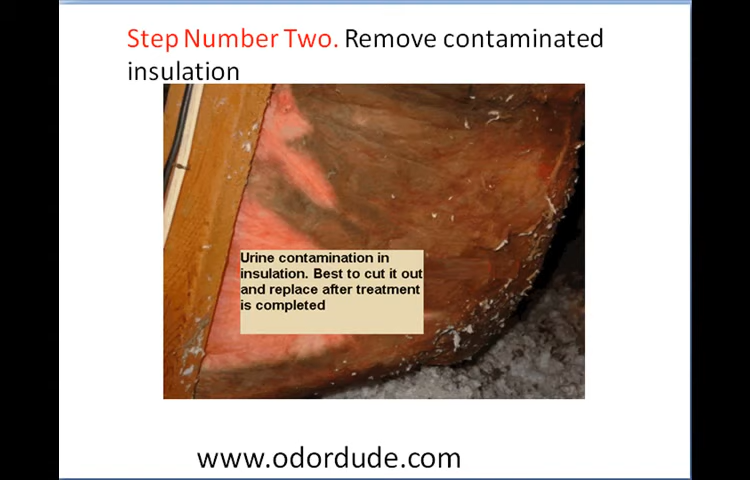 Step Number Two. Remove contaminated
insulation
Urine contamination in
insulation. Best to cut it out
and replace after treatment
is completed
www.odordude.com